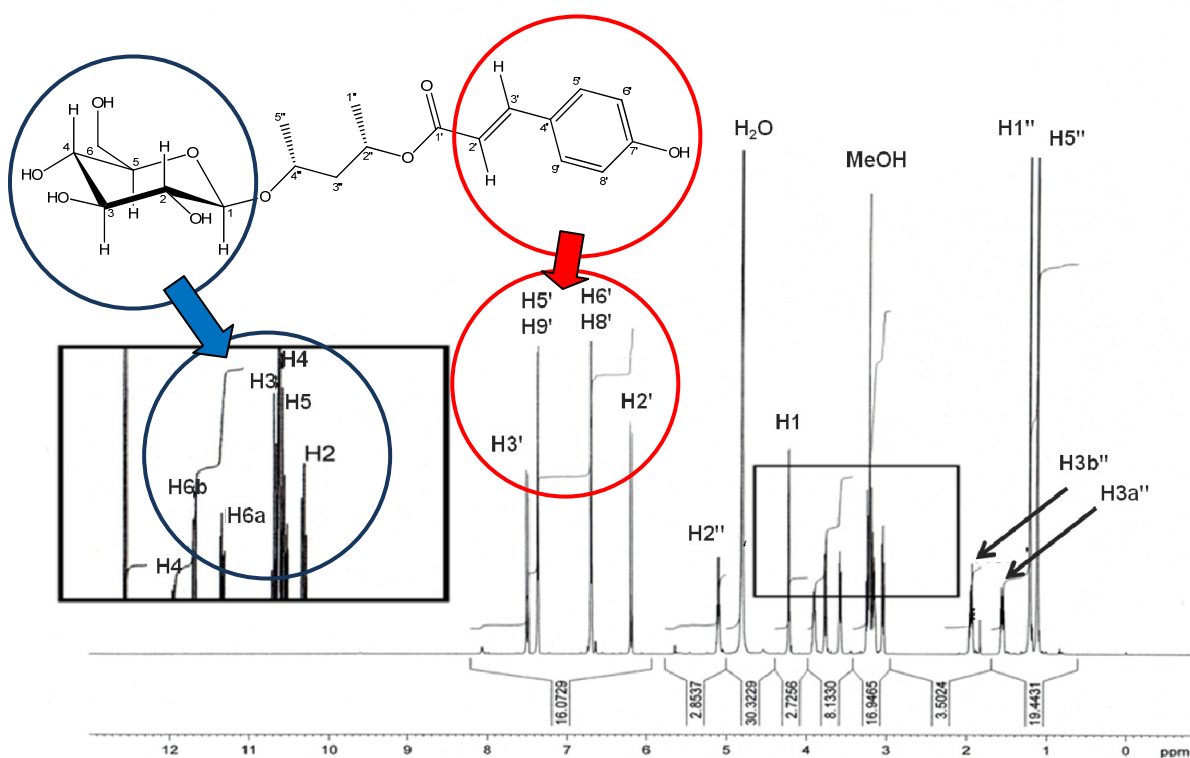 OH
H
4
HO
6
5
O
H
HO
3
H
2
OH
1
H
O
5"
4"
3"
1"
2"
O
O
1'
H
2'
H
3'
4'
5'
6'
7'
8'
9'
OH
H5'
H9'
H6'
H8'
H3'
H2'
H2O
MeOH
H1"
H5"
H1
H2"
H3b"
H3a"
H4
H3
H5
H2
H6b
H6a
H4
16.0729
2.8537
30.3229
2.7256
8.1330
16.9465
3.5024
19.4431
12 11 10 9 8 7 6 5 4 3 2 1 0 ppm